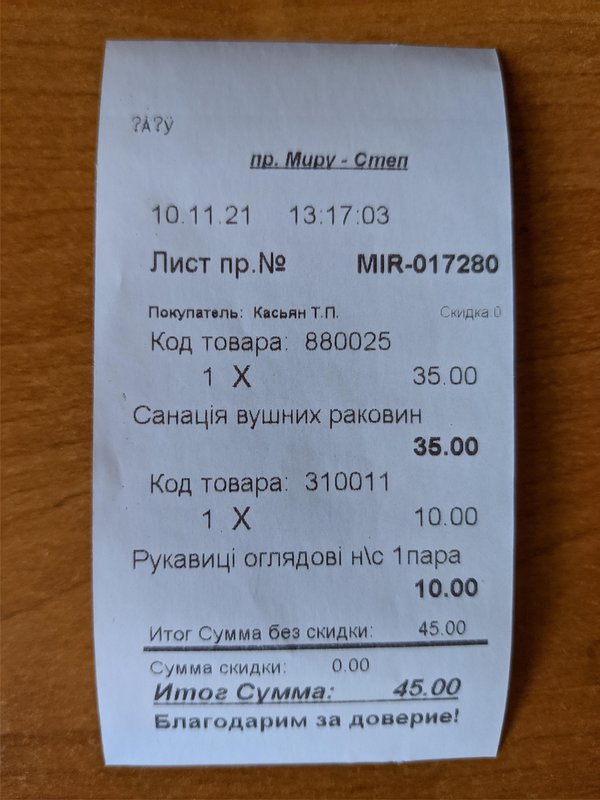 ?À?ў
пр. Миру - Степ
10.11.21 13:17:03
Лист пр.№ MIR-017280
Покупатель: Касьян Т.П. Скидка 0
Код товара: 880025
1 X 35.00
Санація вушних раковин
35.00
Код товара: 310011
1 X 10.00
Рукавиці оглядові н\с 1пара
10.00
Итог Сумма без скидки: 45.00
Сумма скидки: 0.00
Итог Сумма: 45.00
Благодарим за доверие!